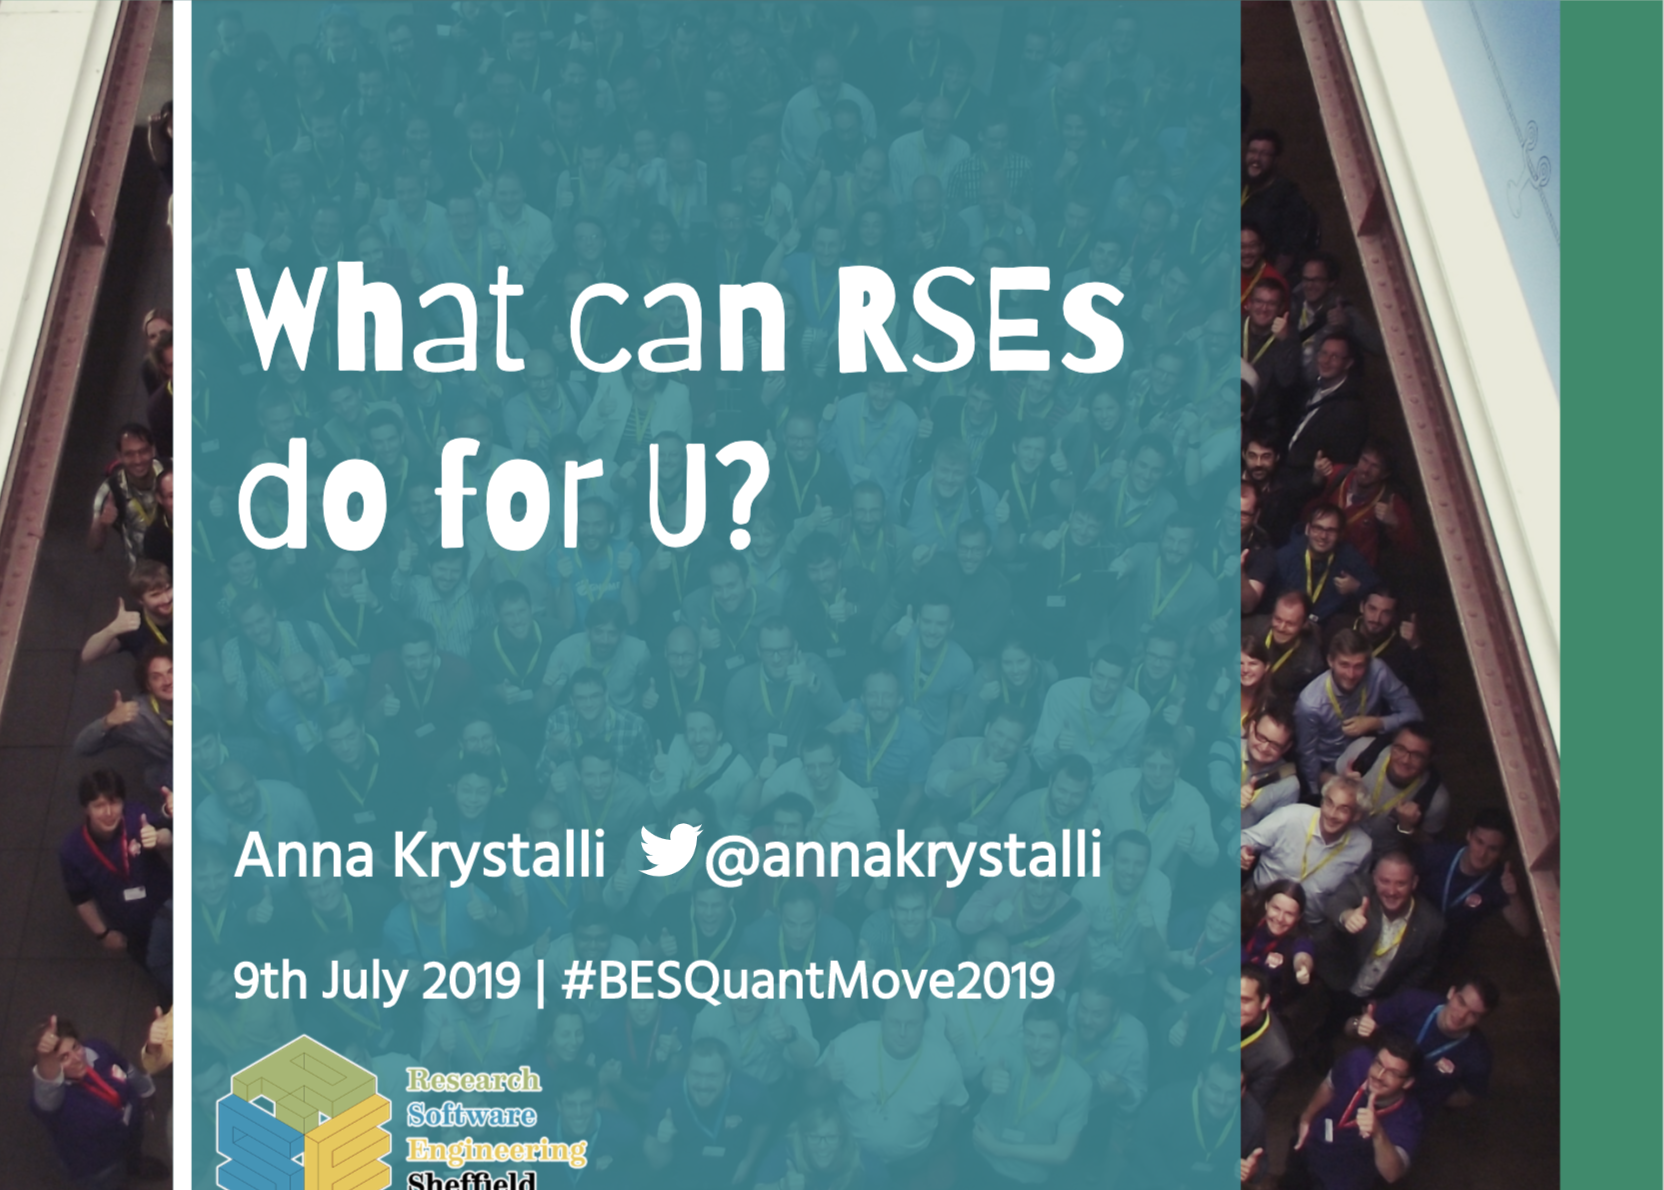 What can RSEs
do for U?
Anna Krystalli @annakrystalli
9th July 2019 | #BESQuantMove2019
Research
Software
Engineering
Sheffield